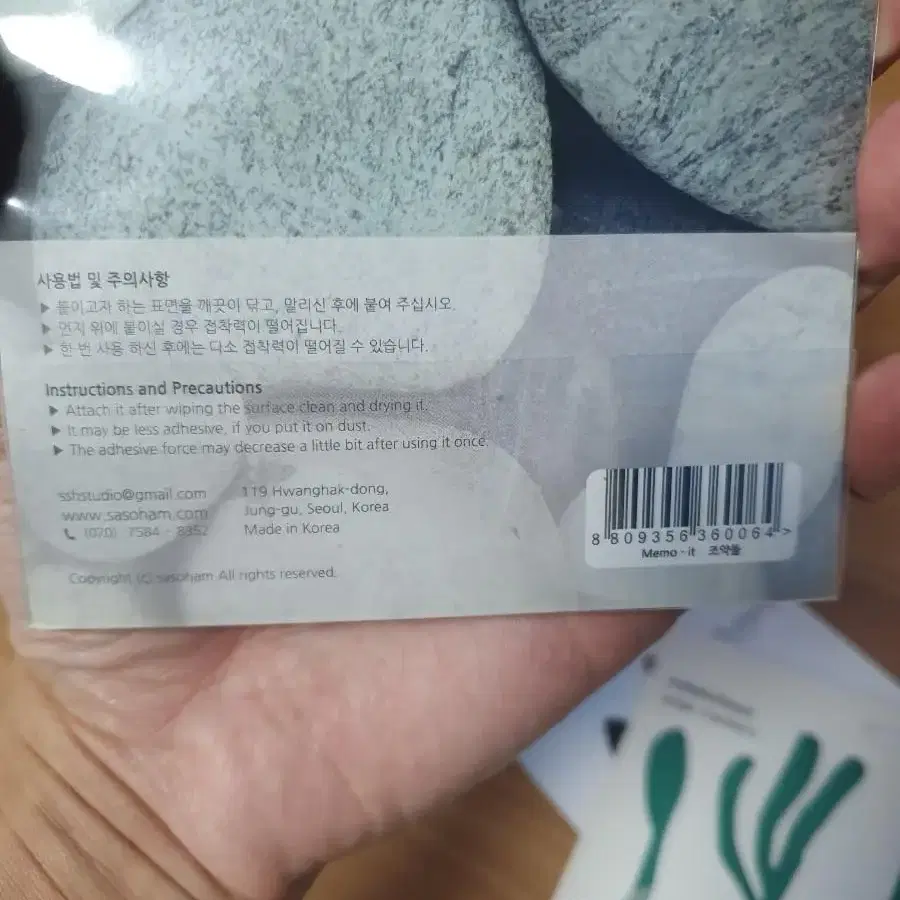 사용법 및 주의사항
▶ 붙이고자 하는 표면을 깨끗이 닦고, 말리신 후에 붙여 주십시오.
▶ 먼지 위에 붙이실 경우 접착력이 떨어집니다.
▶ 한 번 사용 하신 후에는 다소 접착력이 떨어질 수 있습니다.
Instructions and Precautions
▶ Attach it after wiping the surface clean and drying it.
▶ It may be less adhesive, if you put it on dust.
▶ The adhesive force may decrease a little bit after using it once.
sshstudio@gmail.com
www.sasoham.com
(070) 7584 - 8352
119 Hwanghak-dong,
Jung-gu, Seoul, Korea
Made in Korea
Copyright (c) sasoham All rights reserved.
8 809356 360064 >
Memo - it 조약돌